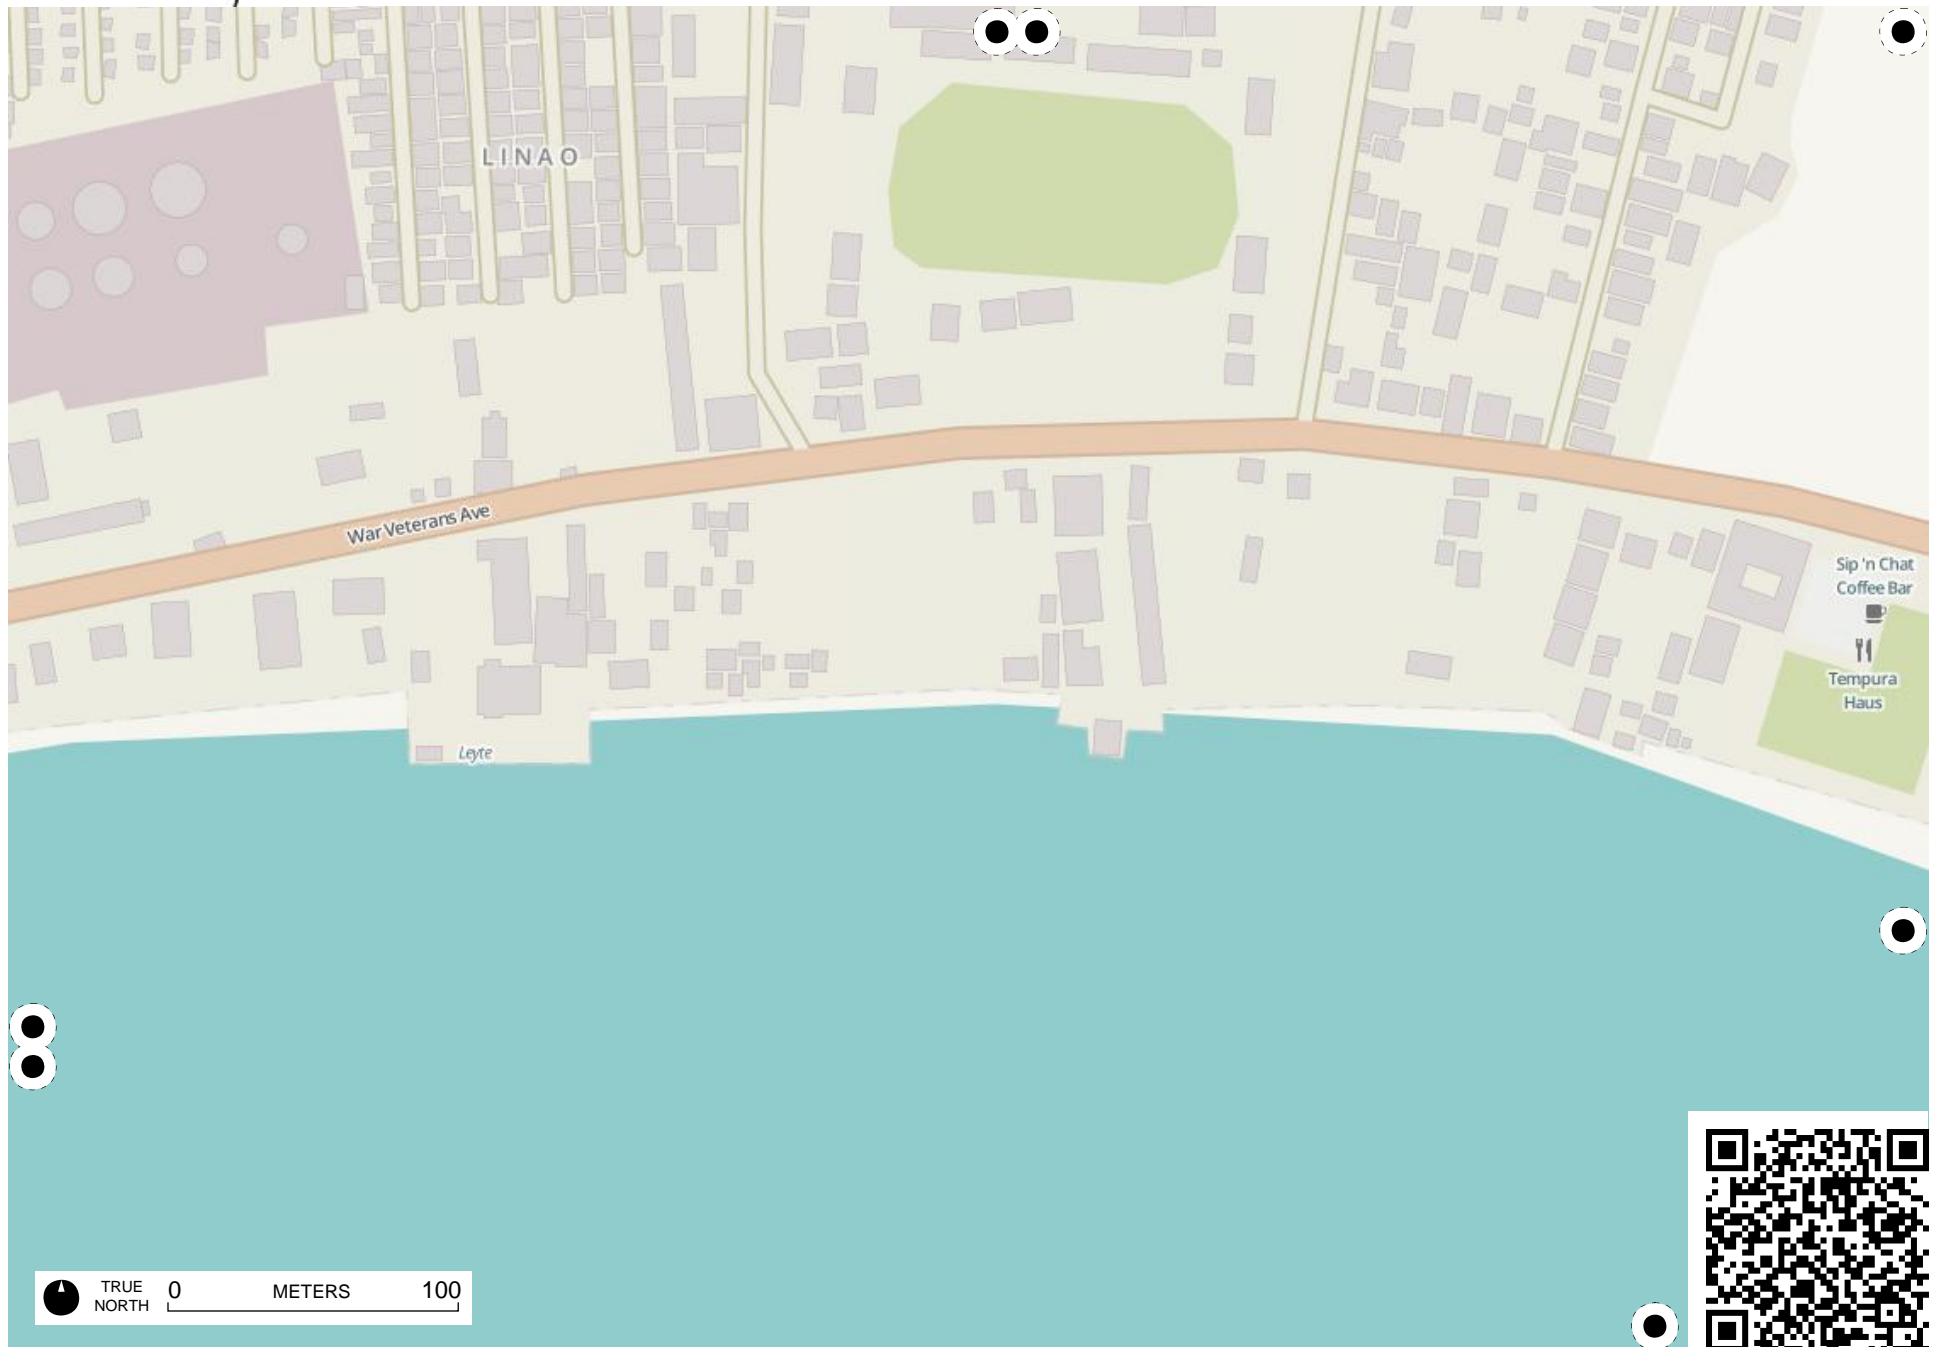 LINAO
War Veterans Ave
Sip 'n Chat
Coffee Bar
Tempura
Haus
Leyte
TRUE
NORTH
0 METERS 100